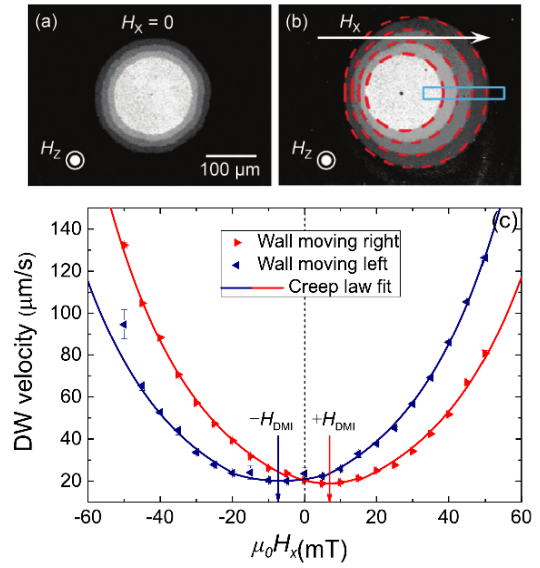 (a)
H_X = 0
H_Z
100 μm
(b)
H_X
H_Z
(c)
Wall moving right
Wall moving left
Creep law fit
DW velocity (μm/s)
140
120
100
80
60
40
20
−H_DMI
+H_DMI
-60 -40 -20 0 20 40 60
μ₀Hₓ(mT)